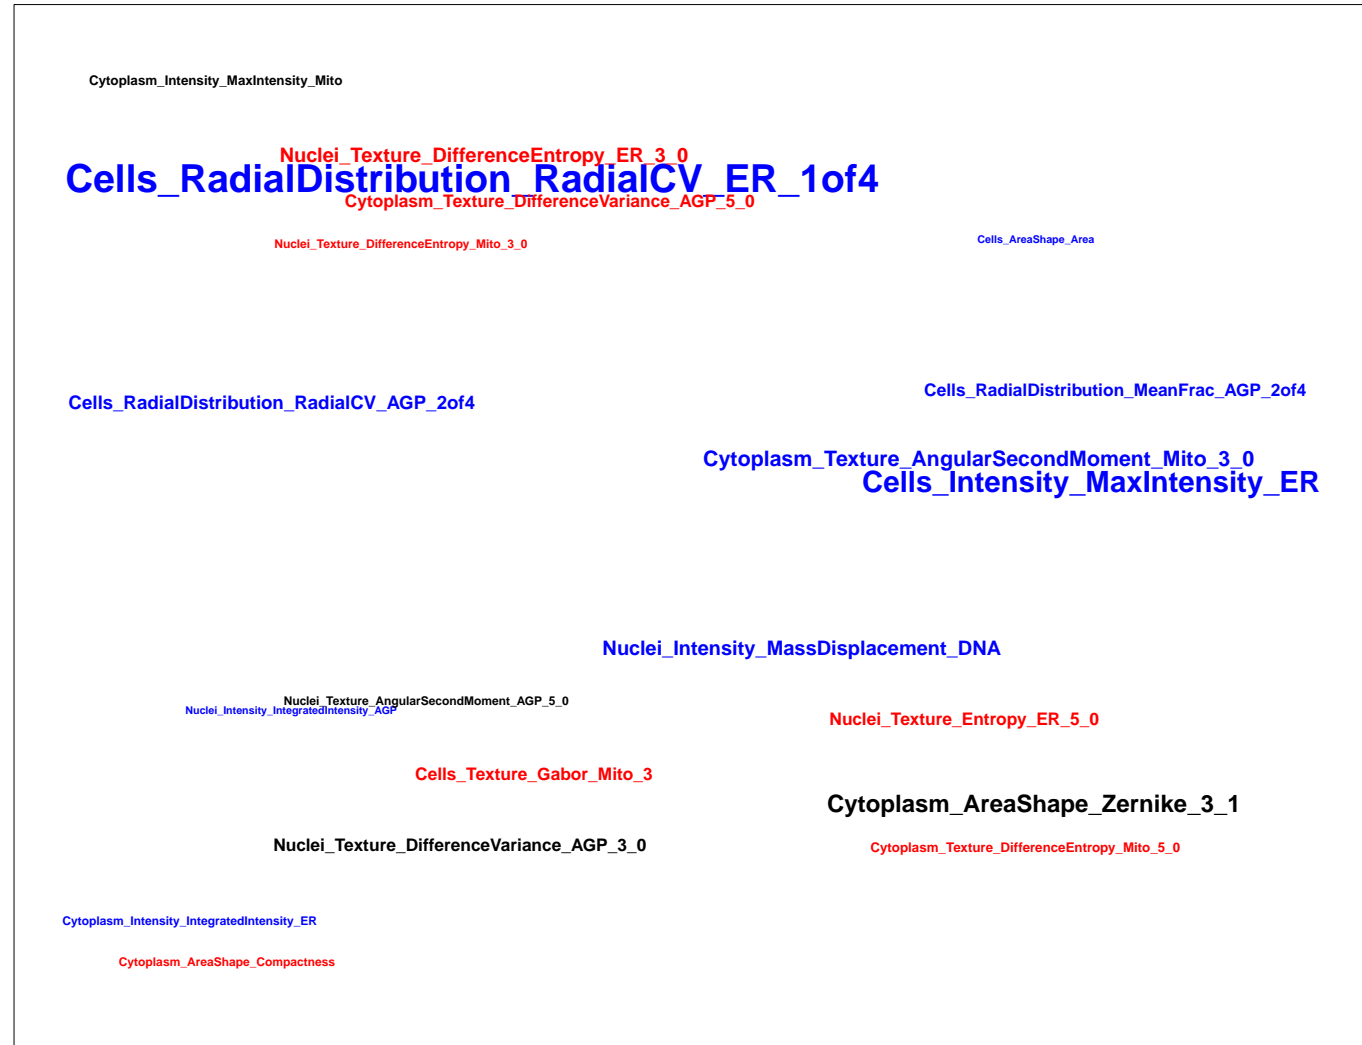 Cytoplasm_Intensity_MaxIntensity_Mito
Nuclei_Texture_DifferenceEntropy_ER_3_0
Cells_RadialDistribution_RadialCV_ER_1of4
Cytoplasm_Texture_DifferenceVariance_AGP_5_0
Nuclei_Texture_DifferenceEntropy_Mito_3_0
Cells_AreaShape_Area
Cells_RadialDistribution_MeanFrac_AGP_2of4
Cells_RadialDistribution_RadialCV_AGP_2of4
Cytoplasm_Texture_AngularSecondMoment_Mito_3_0
Cells_Intensity_MaxIntensity_ER
Nuclei_Intensity_MassDisplacement_DNA
Nuclei_Texture_AngularSecondMoment_AGP_5_0
Nuclei_Intensity_IntegratedIntensity_AGP
Nuclei_Texture_Entropy_ER_5_0
Cells_Texture_Gabor_Mito_3
Cytoplasm_AreaShape_Zernike_3_1
Nuclei_Texture_DifferenceVariance_AGP_3_0
Cytoplasm_Texture_DifferenceEntropy_Mito_5_0
Cytoplasm_Intensity_IntegratedIntensity_ER
Cytoplasm_AreaShape_Compactness